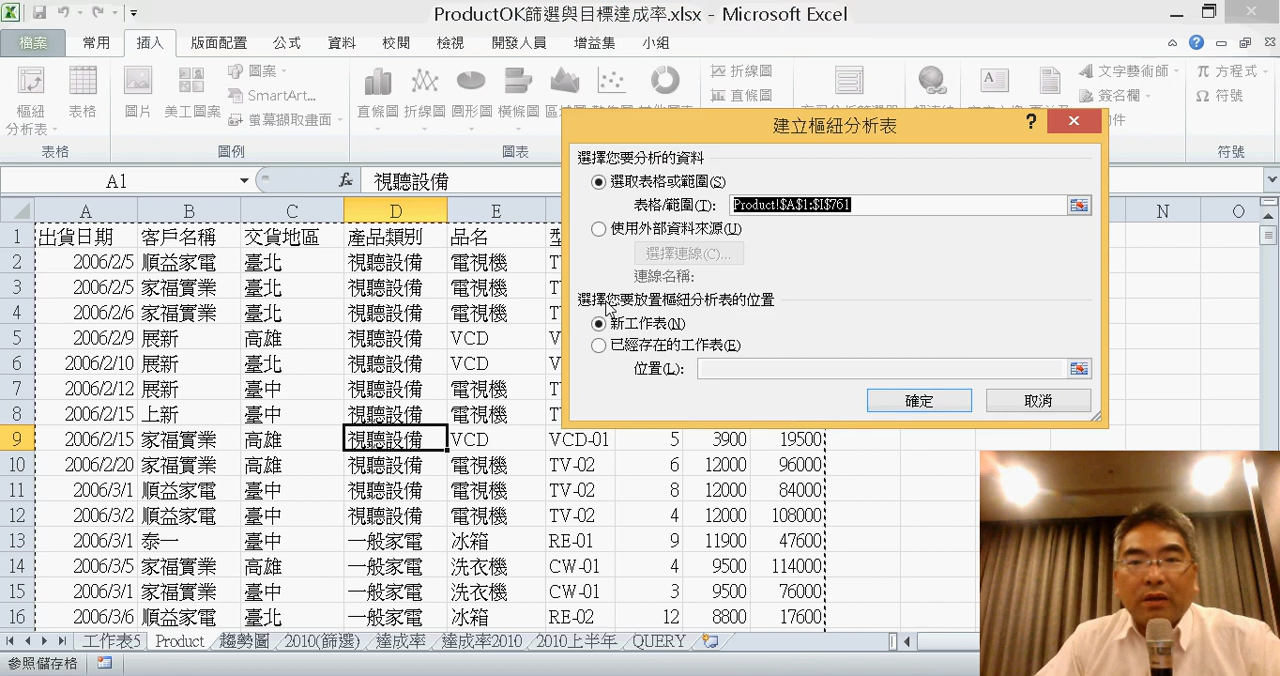 ProductOK篩選與目標達成率.xlsx - Microsoft Excel
檔案 常用 插入 版面配置 公式 資料 校閱 檢視 開發人員 增益集 小組
樞紐分析表 表格 圖片 美工圖案 圖案 SmartArt... 螢幕擷取畫面 直條圖 圓形圖 橫條圖 折線圖 直條圖 文字藝術師 簽名欄 方程式 符號
表格 圖例 圖表 符號
A1 fx 視聽設備
建立樞紐分析表
選擇您要分析的資料
選取表格或範圍(S)
表格/範圍(T): Product!$A$1:$I$761
使用外部資料來源(U)
選擇連線(C)...
連線名稱:
選擇您要放置樞紐分析表的位置
新工作表(N)
已經存在的工作表(E)
位置(L):
確定 取消
A B C D E N O
1 出貨日期 客戶名稱 交貨地區 產品類別 品名
2 2006/2/5 順益家電 臺北 視聽設備 電視機
3 2006/2/5 家福實業 臺北 視聽設備 電視機
4 2006/2/6 家福實業 臺北 視聽設備 電視機
5 2006/2/9 展新 高雄 視聽設備 VCD
6 2006/2/10 展新 臺北 視聽設備 VCD
7 2006/2/12 展新 臺中 視聽設備 電視機
8 2006/2/15 上新 臺中 視聽設備 電視機
9 2006/2/15 家福實業 高雄 視聽設備 VCD VCD-01 5 3900 19500
10 2006/2/20 家福實業 高雄 視聽設備 電視機 TV-02 6 12000 96000
11 2006/3/1 順益家電 臺中 視聽設備 電視機 TV-02 8 12000 84000
12 2006/3/2 順益家電 臺中 視聽設備 電視機 TV-02 4 12000 108000
13 2006/3/1 泰一 臺中 一般家電 冰箱 RE-01 9 11900 47600
14 2006/3/5 家福實業 高雄 一般家電 洗衣機 CW-01 4 9500 114000
15 2006/3/1 家福實業 臺中 一般家電 洗衣機 CW-01 3 9500 76000
16 2006/3/6 順益家電 臺北 一般家電 冰箱 RE-02 12 8800 17600
工作表5 Product 趨勢圖 2010(篩選) 達成率 達成率2010 2010上半年 QUERY
參照儲存格